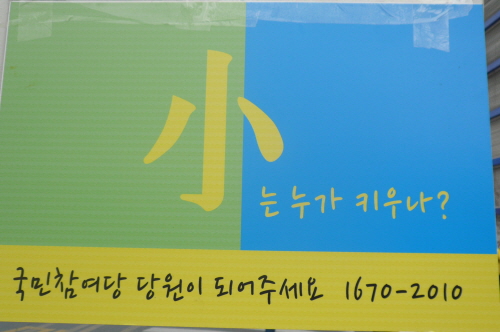 小
는 누가 키우나?
국민참여당 당원이 되어주세요 1670-2010